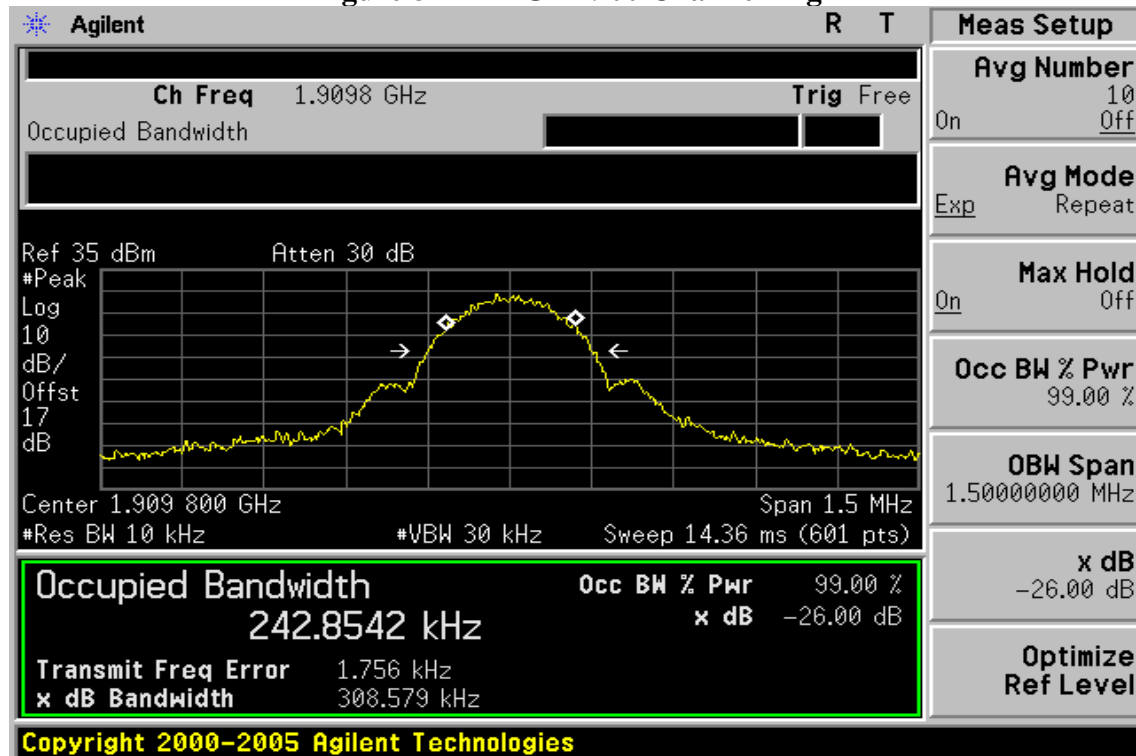 Agilent R T Meas Setup
Ch Freq 1.9098 GHz Trig Free
Occupied Bandwidth
Avg Number
10
On Off
Avg Mode
Exp Repeat
Max Hold
On Off
Occ BW % Pwr
99.00 %
OBW Span
1.50000000 MHz
x dB
-26.00 dB
Optimize
Ref Level
Ref 35 dBm Atten 30 dB
#Peak
Log
10
dB/
Offst
17
dB
Center 1.909 800 GHz Span 1.5 MHz
#Res BW 10 kHz #VBW 30 kHz Sweep 14.36 ms (601 pts)
Occupied Bandwidth Occ BW % Pwr 99.00 %
242.8542 kHz x dB -26.00 dB
Transmit Freq Error 1.756 kHz
x dB Bandwidth 308.579 kHz
Copyright 2000-2005 Agilent Technologies